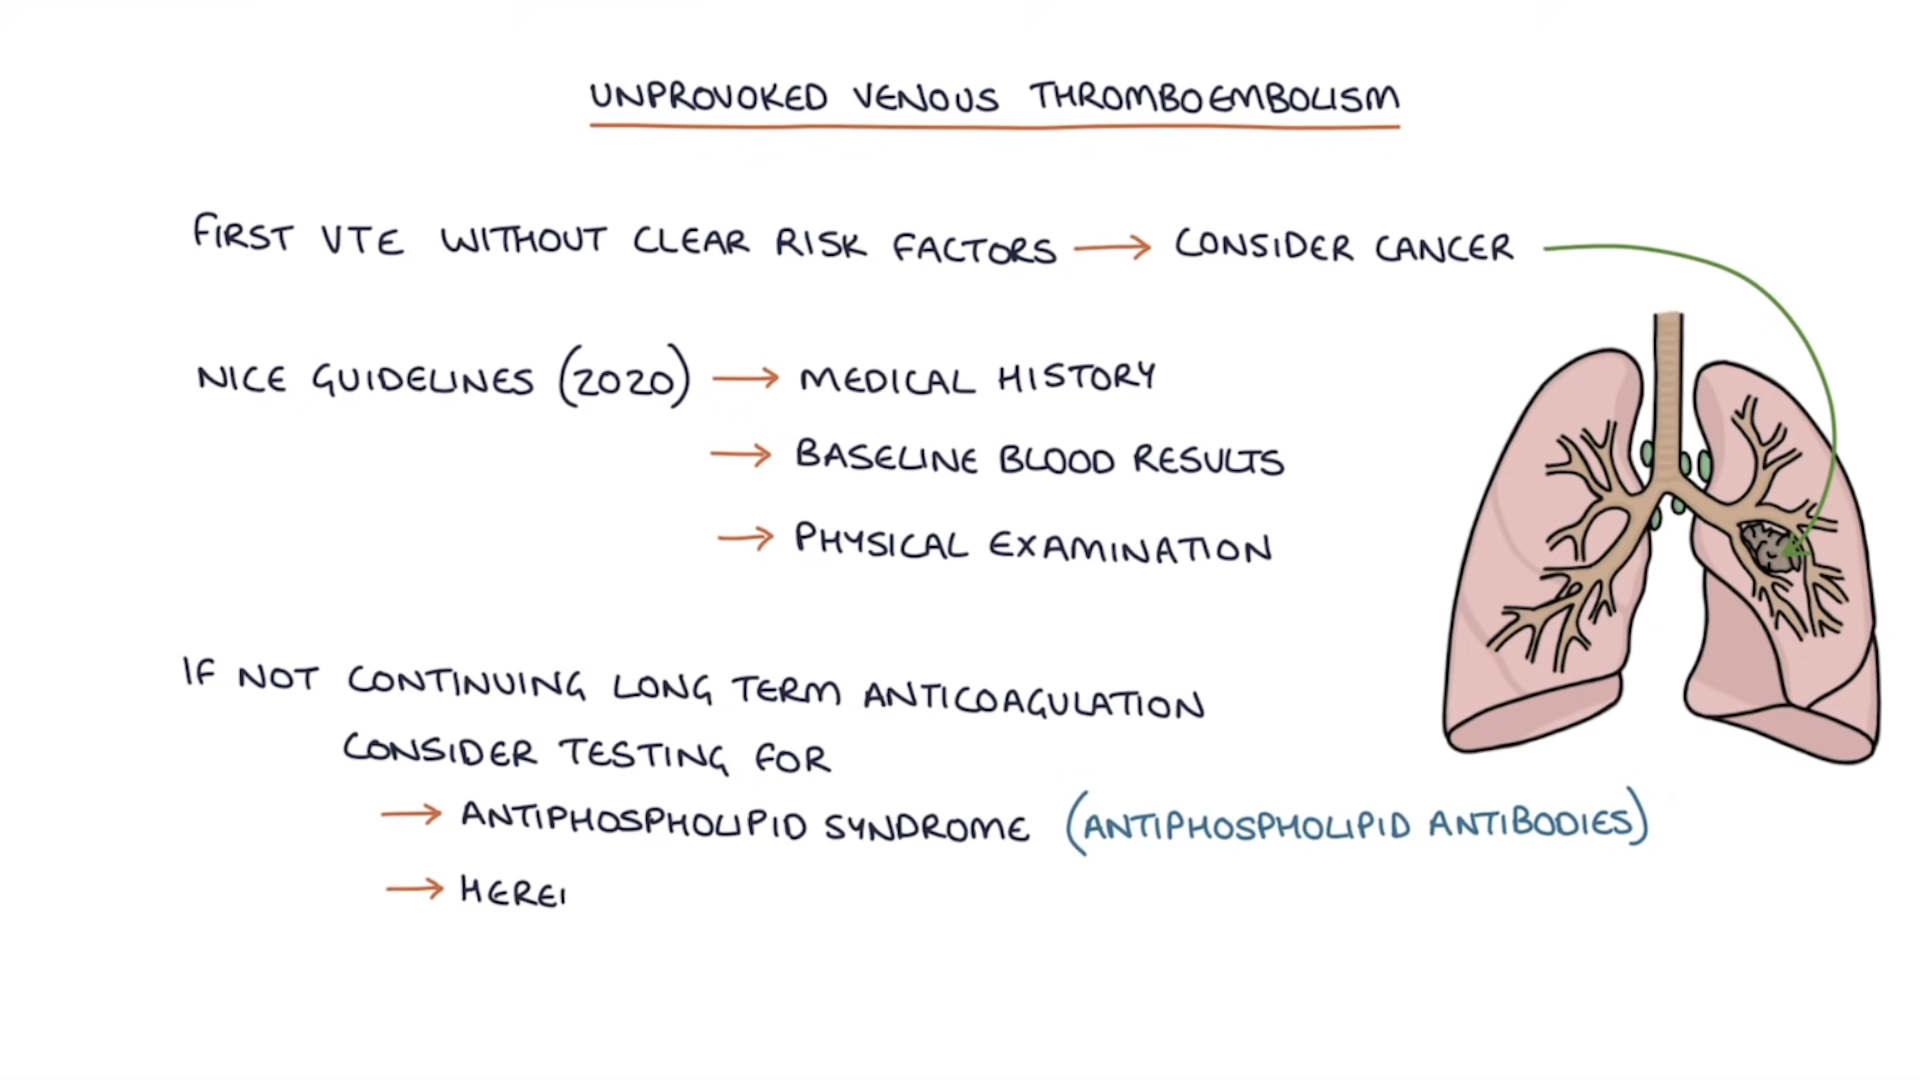 UNPROVOKED VENOUS THROMBOEMBOLISM
FIRST VTE WITHOUT CLEAR RISK FACTORS → CONSIDER CANCER
NICE GUIDELINES (2020) → MEDICAL HISTORY
→ BASELINE BLOOD RESULTS
→ PHYSICAL EXAMINATION
IF NOT CONTINUING LONG TERM ANTICOAGULATION
CONSIDER TESTING FOR
→ ANTIPHOSPHOLIPID SYNDROME (ANTIPHOSPHOLIPID ANTIBODIES)
→ HEREI